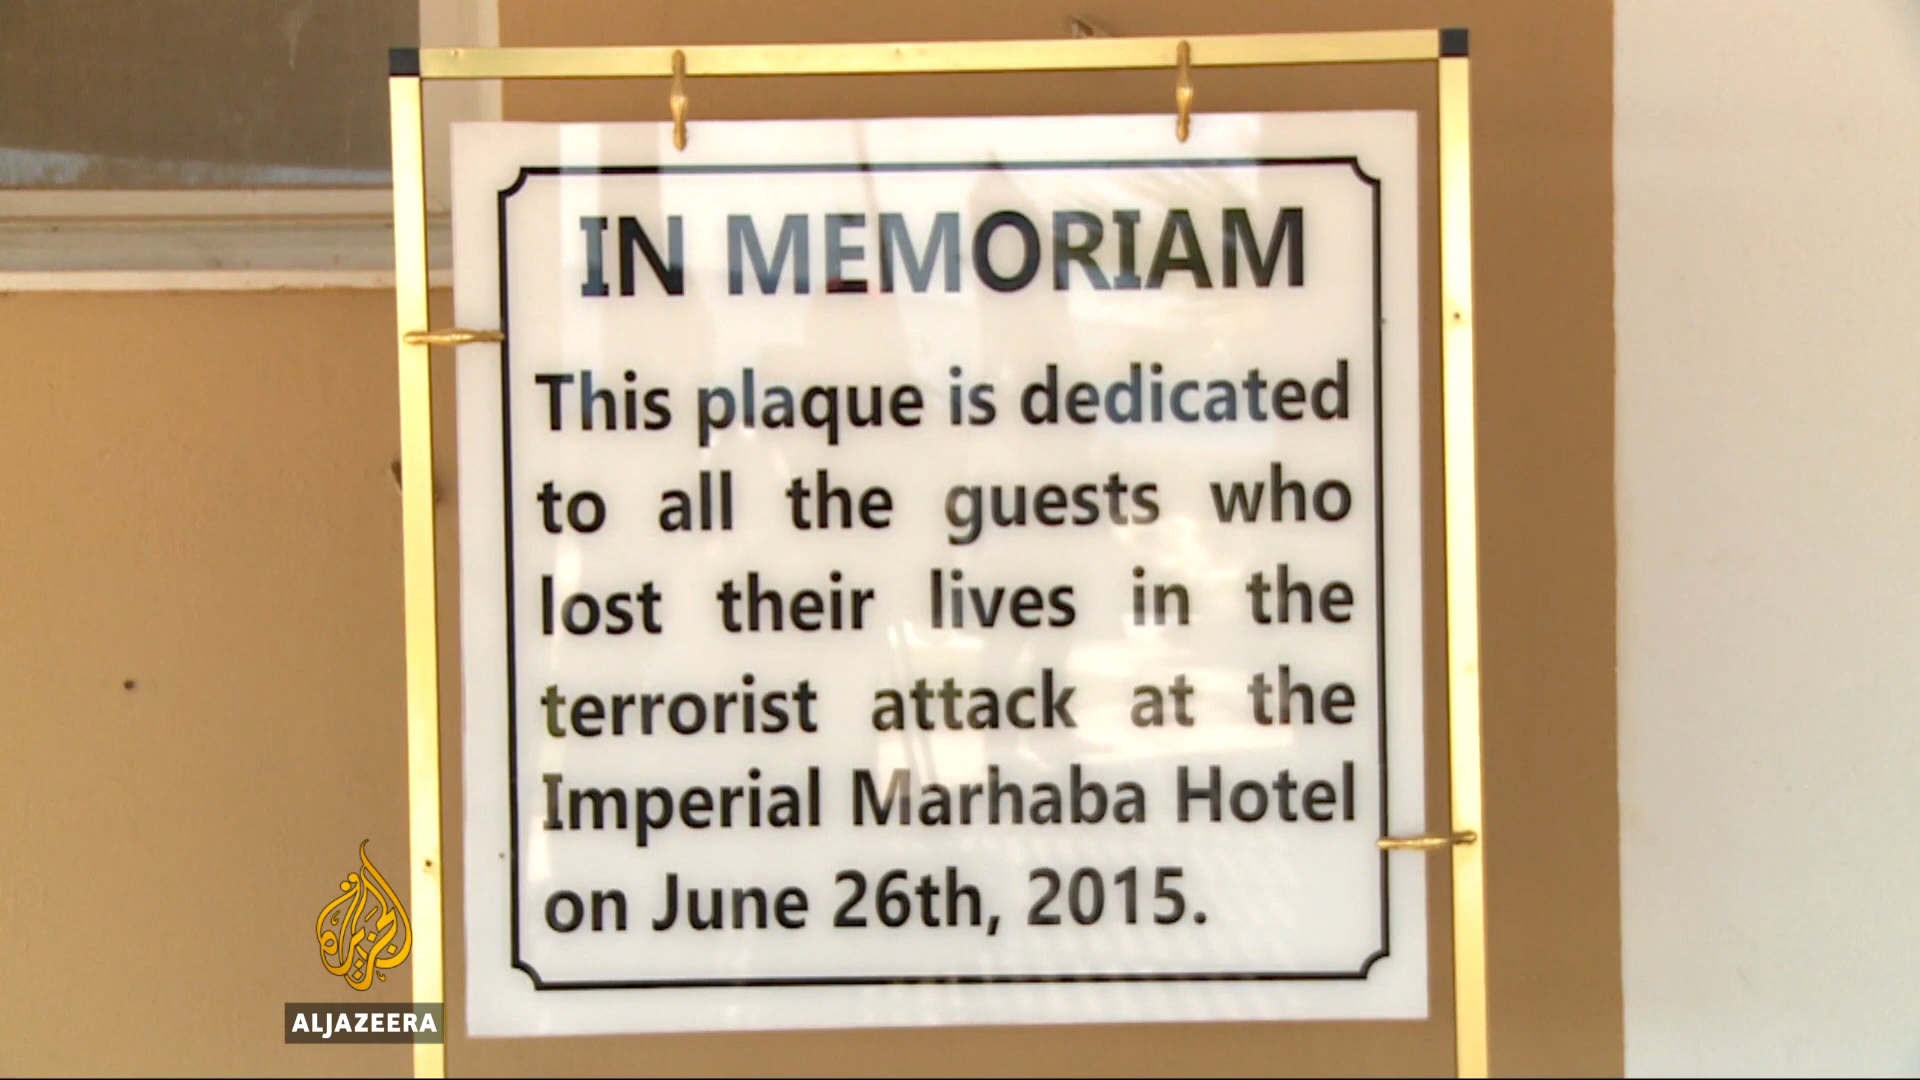 IN MEMORIAM
This plaque is dedicated
to all the guests who
lost their lives in the
terrorist attack at the
Imperial Marhaba Hotel
on June 26th, 2015.
الجزيرة
ALJAZEERA